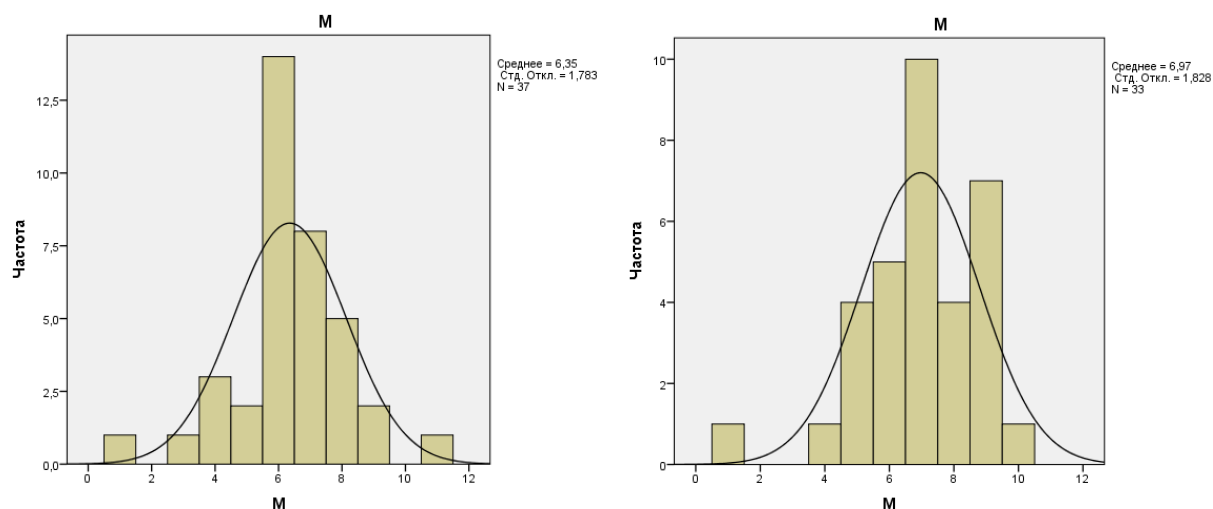 M
Среднее = 6,35
Стд. Откл. = 1,783
N = 37
Частота
12,5
10,0
7,5
5,0
2,5
0,0
0 2 4 6 8 10 12
M
M
Среднее = 6,97
Стд. Откл. = 1,828
N = 33
Частота
10
8
6
4
2
0
0 2 4 6 8 10 12
M